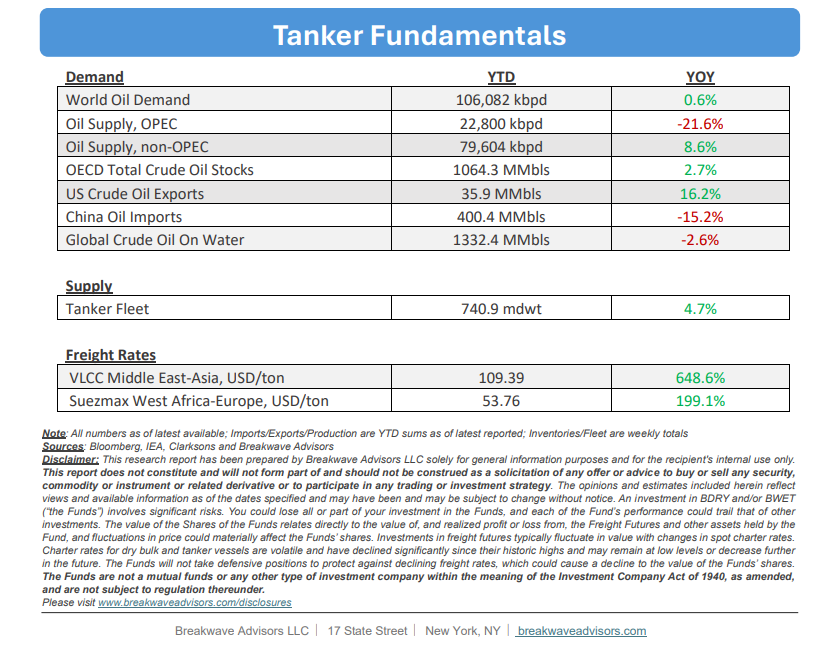 Tanker Fundamentals
Demand YTD YOY
World Oil Demand 106,082 kbpd 0.6%
Oil Supply, OPEC 22,800 kbpd -21.6%
Oil Supply, non-OPEC 79,604 kbpd 8.6%
OECD Total Crude Oil Stocks 1064.3 MMbls 2.7%
US Crude Oil Exports 35.9 MMbls 16.2%
China Oil Imports 400.4 MMbls -15.2%
Global Crude Oil On Water 1332.4 MMbls -2.6%
Supply
Tanker Fleet 740.9 mdwt 4.7%
Freight Rates
VLCC Middle East-Asia, USD/ton 109.39 648.6%
Suezmax West Africa-Europe, USD/ton 53.76 199.1%
Note: All numbers as of latest available; Imports/Exports/Production are YTD sums as of latest reported; Inventories/Fleet are weekly totals
Sources: Bloomberg, IEA, Clarksons and Breakwave Advisors
Disclaimer: This research report has been prepared by Breakwave Advisors LLC solely for general information purposes and for the recipient's internal use only.
This report does not constitute and will not form part of and should not be construed as a solicitation of any offer or advice to buy or sell any security,
commodity or instrument or related derivative or to participate in any trading or investment strategy. The opinions and estimates included herein reflect
views and available information as of the dates specified and may have been and may be subject to change without notice. An investment in BDRY and/or BWET
("the Funds") involves significant risks. You could lose all or part of your investment in the Funds, and each of the Fund's performance could trail that of other
investments. The value of the Shares of the Funds relates directly to the value of, and realized profit or loss from, the Freight Futures and other assets held by the
Fund, and fluctuations in price could materially affect the Funds' shares. Investments in freight futures typically fluctuate in value with changes in spot charter rates.
Charter rates for dry bulk and tanker vessels are volatile and have declined significantly since their historic highs and may remain at low levels or decrease further
in the future. The Funds will not take defensive positions to protect against declining freight rates, which could cause a decline to the value of the Funds' shares.
The Funds are not a mutual funds or any other type of investment company within the meaning of the Investment Company Act of 1940, as amended,
and are not subject to regulation thereunder.
Please visit www.breakwaveadvisors.com/disclosures
Breakwave Advisors LLC | 17 State Street | New York, NY | breakwaveadvisors.com